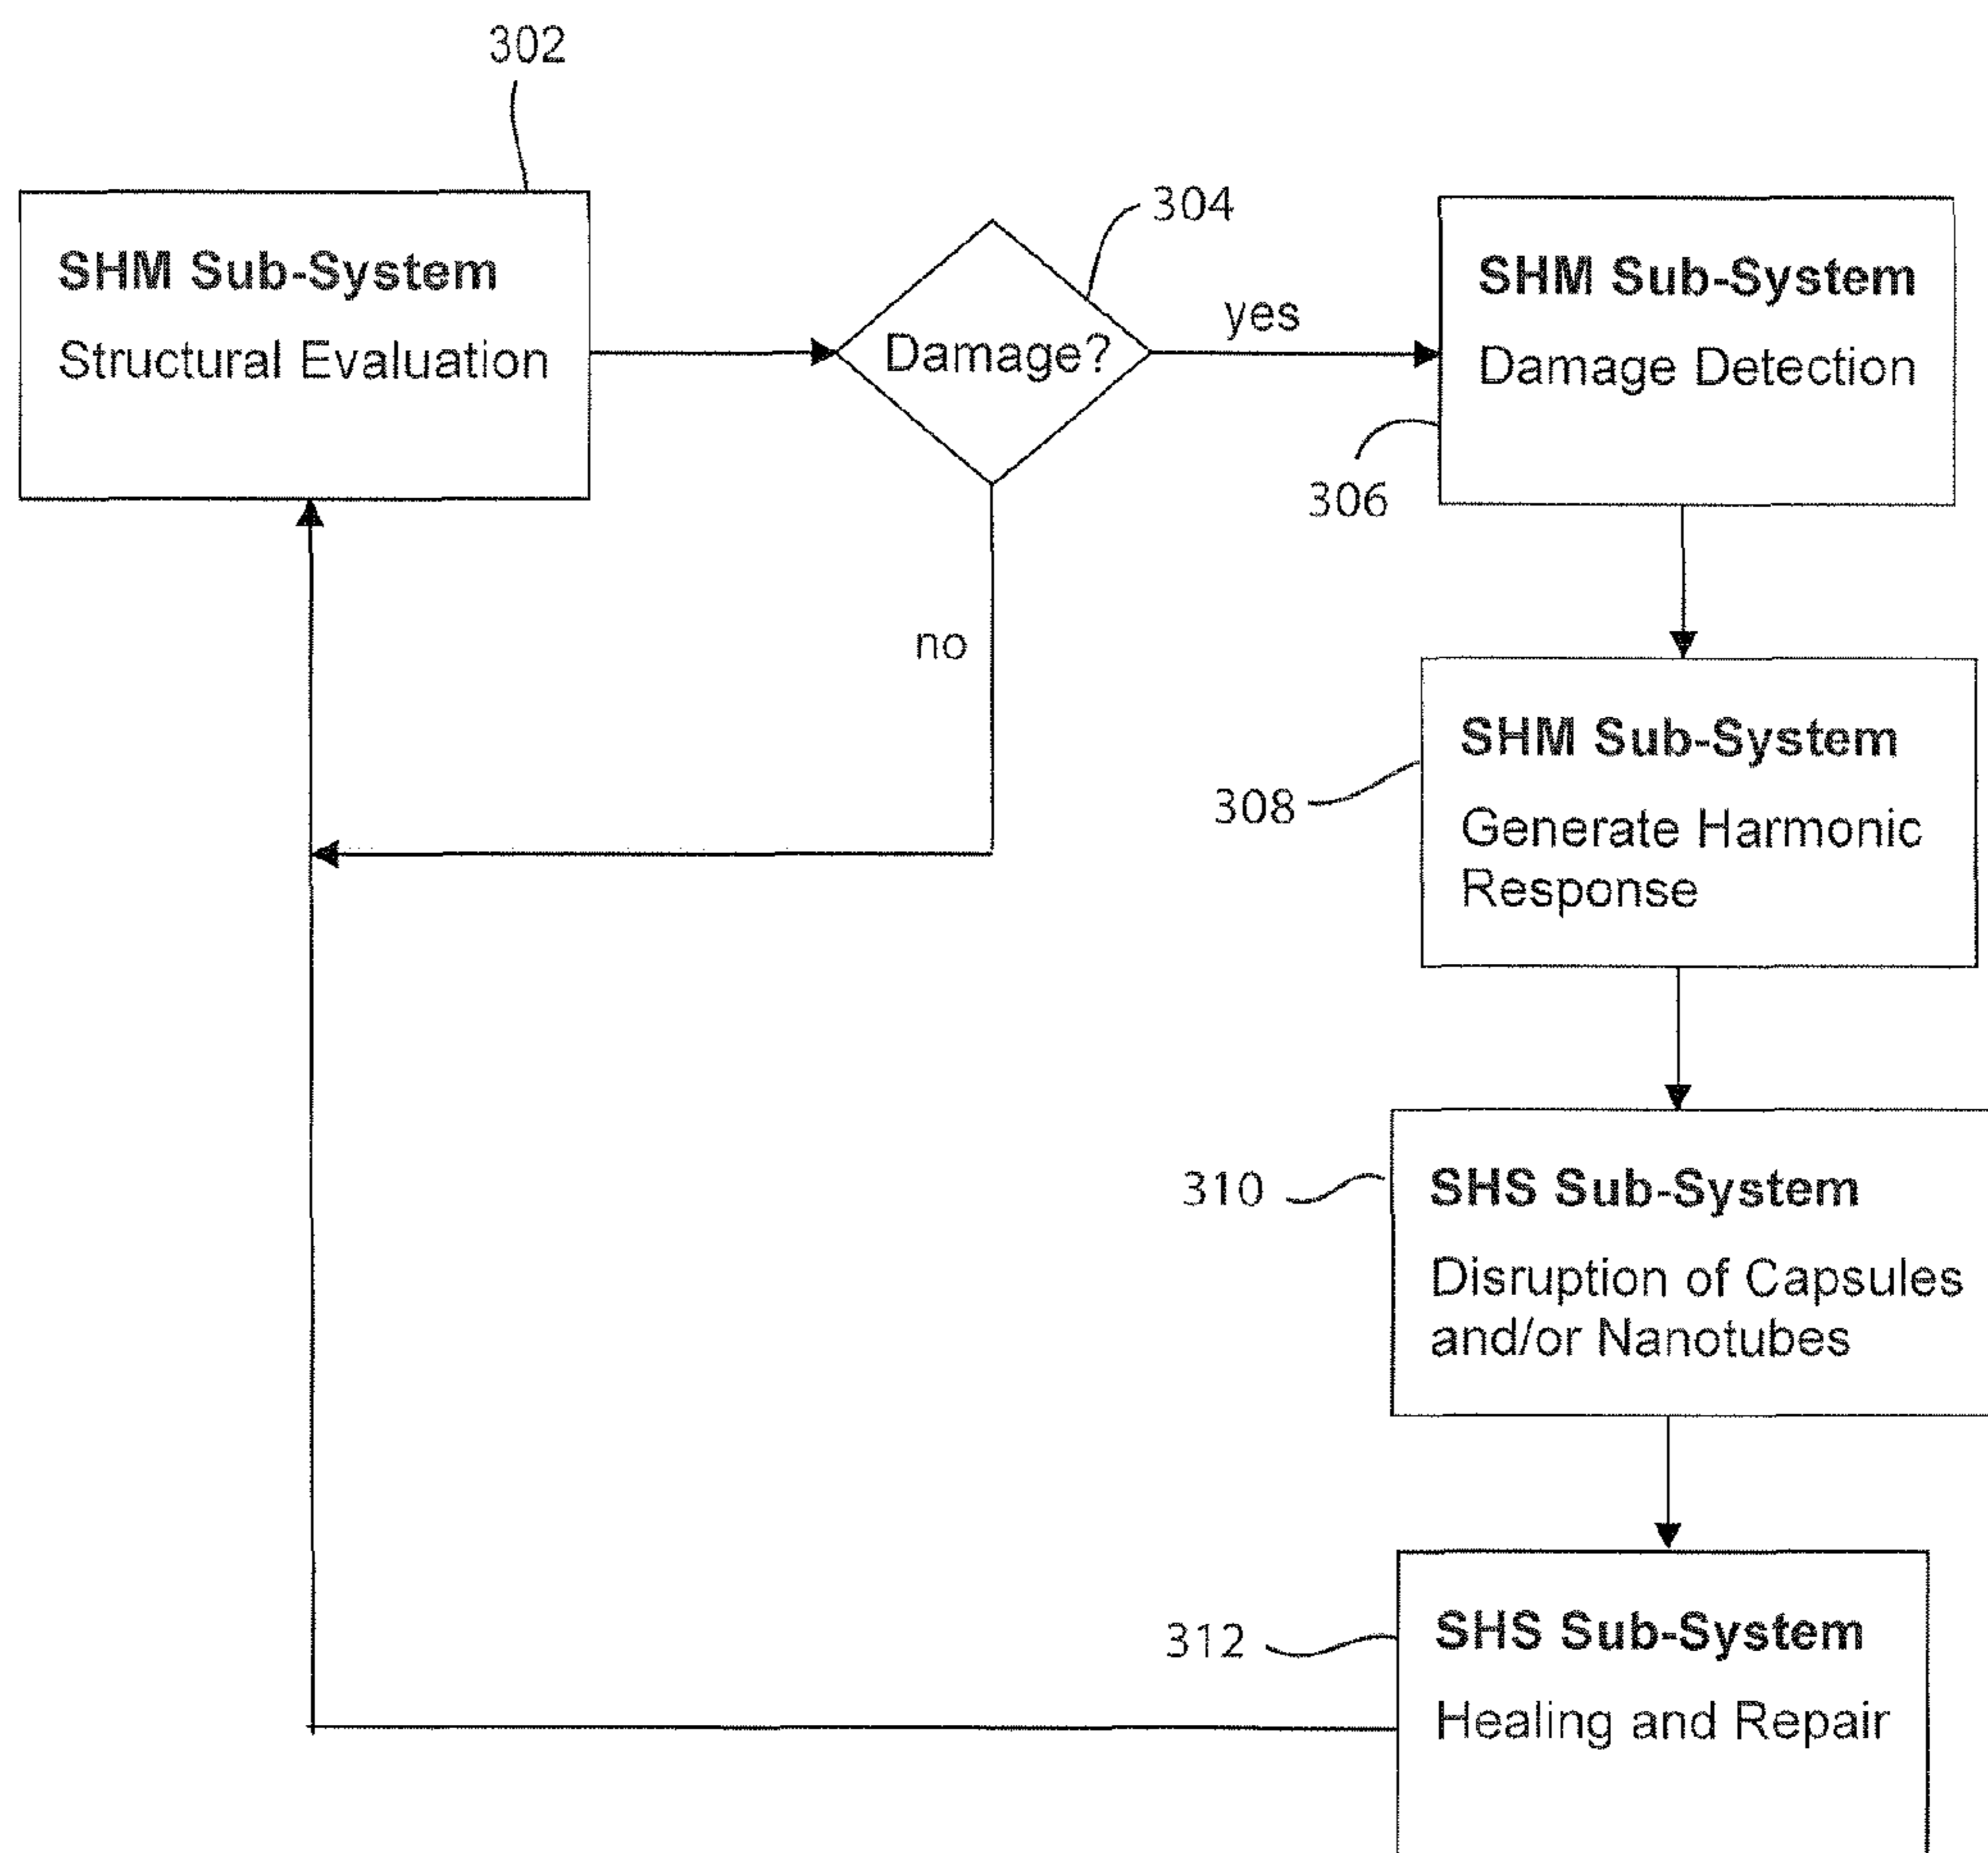 302
SHM Sub-System
Structural Evaluation
304
Damage?
yes
no
SHM Sub-System
Damage Detection
306
SHM Sub-System
Generate Harmonic
Response
308
310
SHS Sub-System
Disruption of Capsules
and/or Nanotubes
312
SHS Sub-System
Healing and Repair